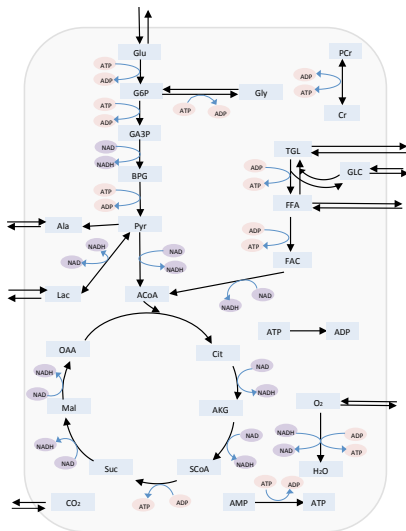 Glu
ATP
ADP
PCr
G6P
Gly
ADP
ATP
ATP
ADP
ATP
ADP
Cr
GA3P
NAD
NADH
TGL
BPG
ADP
ATP
GLC
ATP
ADP
FFA
Ala
Pyr
ADP
ATP
NADH
NAD
NAD
NADH
FAC
Lac
ACoA
NADH
NAD
ATP
ADP
OAA
Cit
NADH
NAD
NAD
NADH
Mal
AKG
O₂
NADH
NAD
NAD
NADH
NADH
NAD
ADP
ATP
Suc
SCoA
H₂O
ATP
ADP
ATP
ADP
CO₂
AMP
ATP